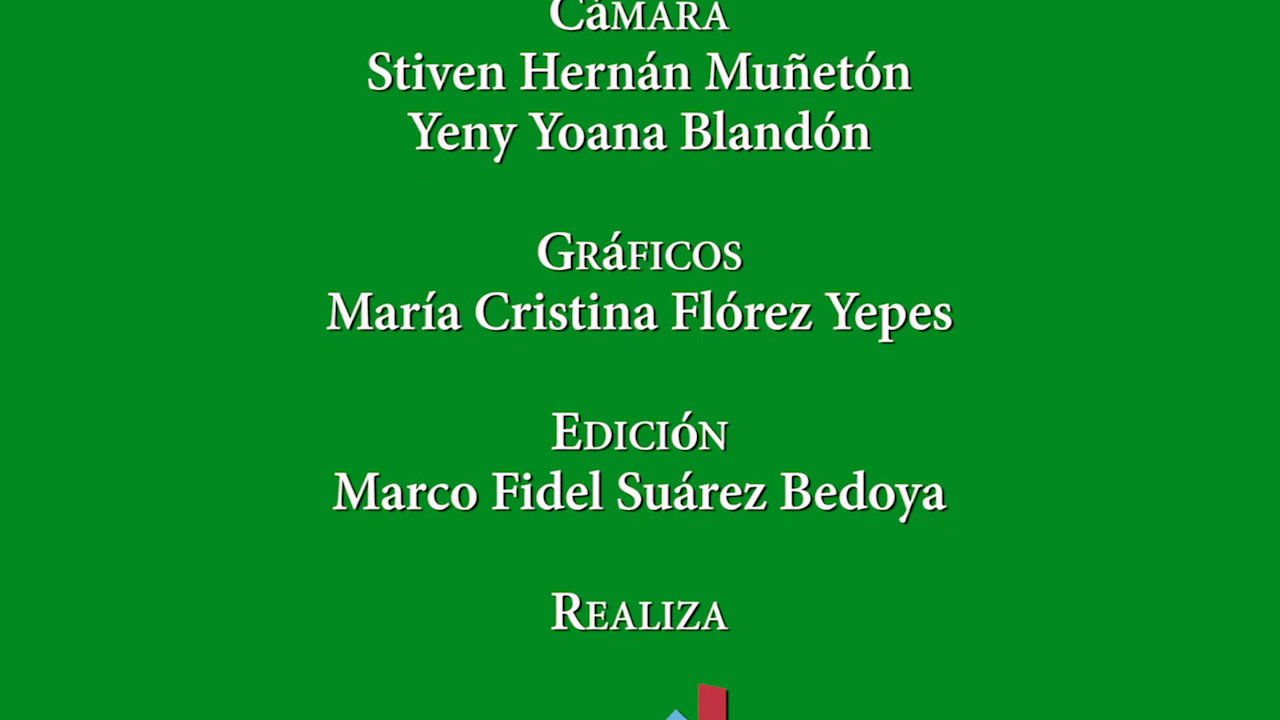 Cámara
Stiven Hernán Muñetón
Yeny Yoana Blandón
Gráficos
María Cristina Flórez Yepes
Edición
Marco Fidel Suárez Bedoya
Realiza